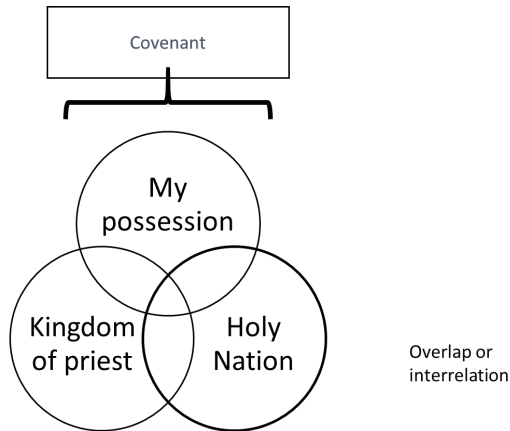 Covenant
My
possession
Kingdom
of priest
Holy
Nation
Overlap or
interrelation